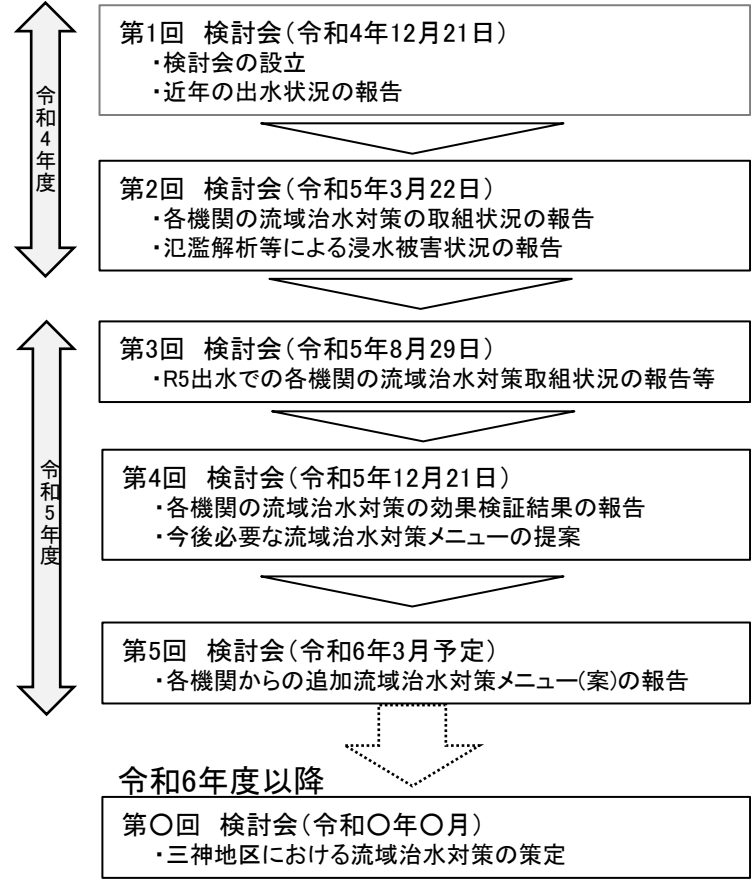 令和4年度
第1回 検討会(令和4年12月21日)
・検討会の設立
・近年の出水状況の報告
第2回 検討会(令和5年3月22日)
・各機関の流域治水対策の取組状況の報告
・氾濫解析等による浸水被害状況の報告
令和5年度
第3回 検討会(令和5年8月29日)
・R5出水での各機関の流域治水対策取組状況の報告等
第4回 検討会(令和5年12月21日)
・各機関の流域治水対策の効果検証結果の報告
・今後必要な流域治水対策メニューの提案
第5回 検討会(令和6年3月予定)
・各機関からの追加流域治水対策メニュー(案)の報告
令和6年度以降
第〇回 検討会(令和〇年〇月)
・三神地区における流域治水対策の策定